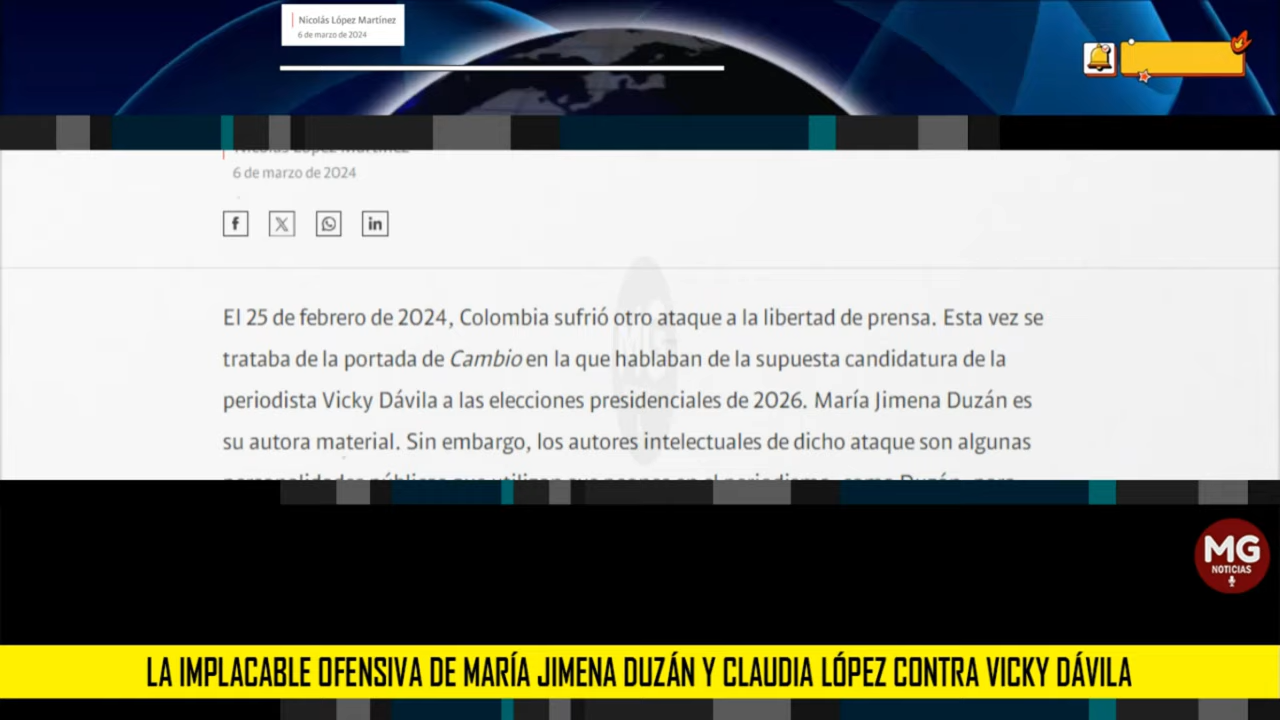 Nicolás López Martínez
6 de marzo de 2024
Nicolás López Martínez
6 de marzo de 2024
El 25 de febrero de 2024, Colombia sufrió otro ataque a la libertad de prensa. Esta vez se
trataba de la portada de Cambio en la que hablaban de la supuesta candidatura de la
periodista Vicky Dávila a las elecciones presidenciales de 2026. María Jimena Duzán es
su autora material. Sin embargo, los autores intelectuales de dicho ataque son algunas
MG
NOTICIAS
LA IMPLACABLE OFENSIVA DE MARÍA JIMENA DUZÁN Y CLAUDIA LÓPEZ CONTRA VICKY DÁVILA